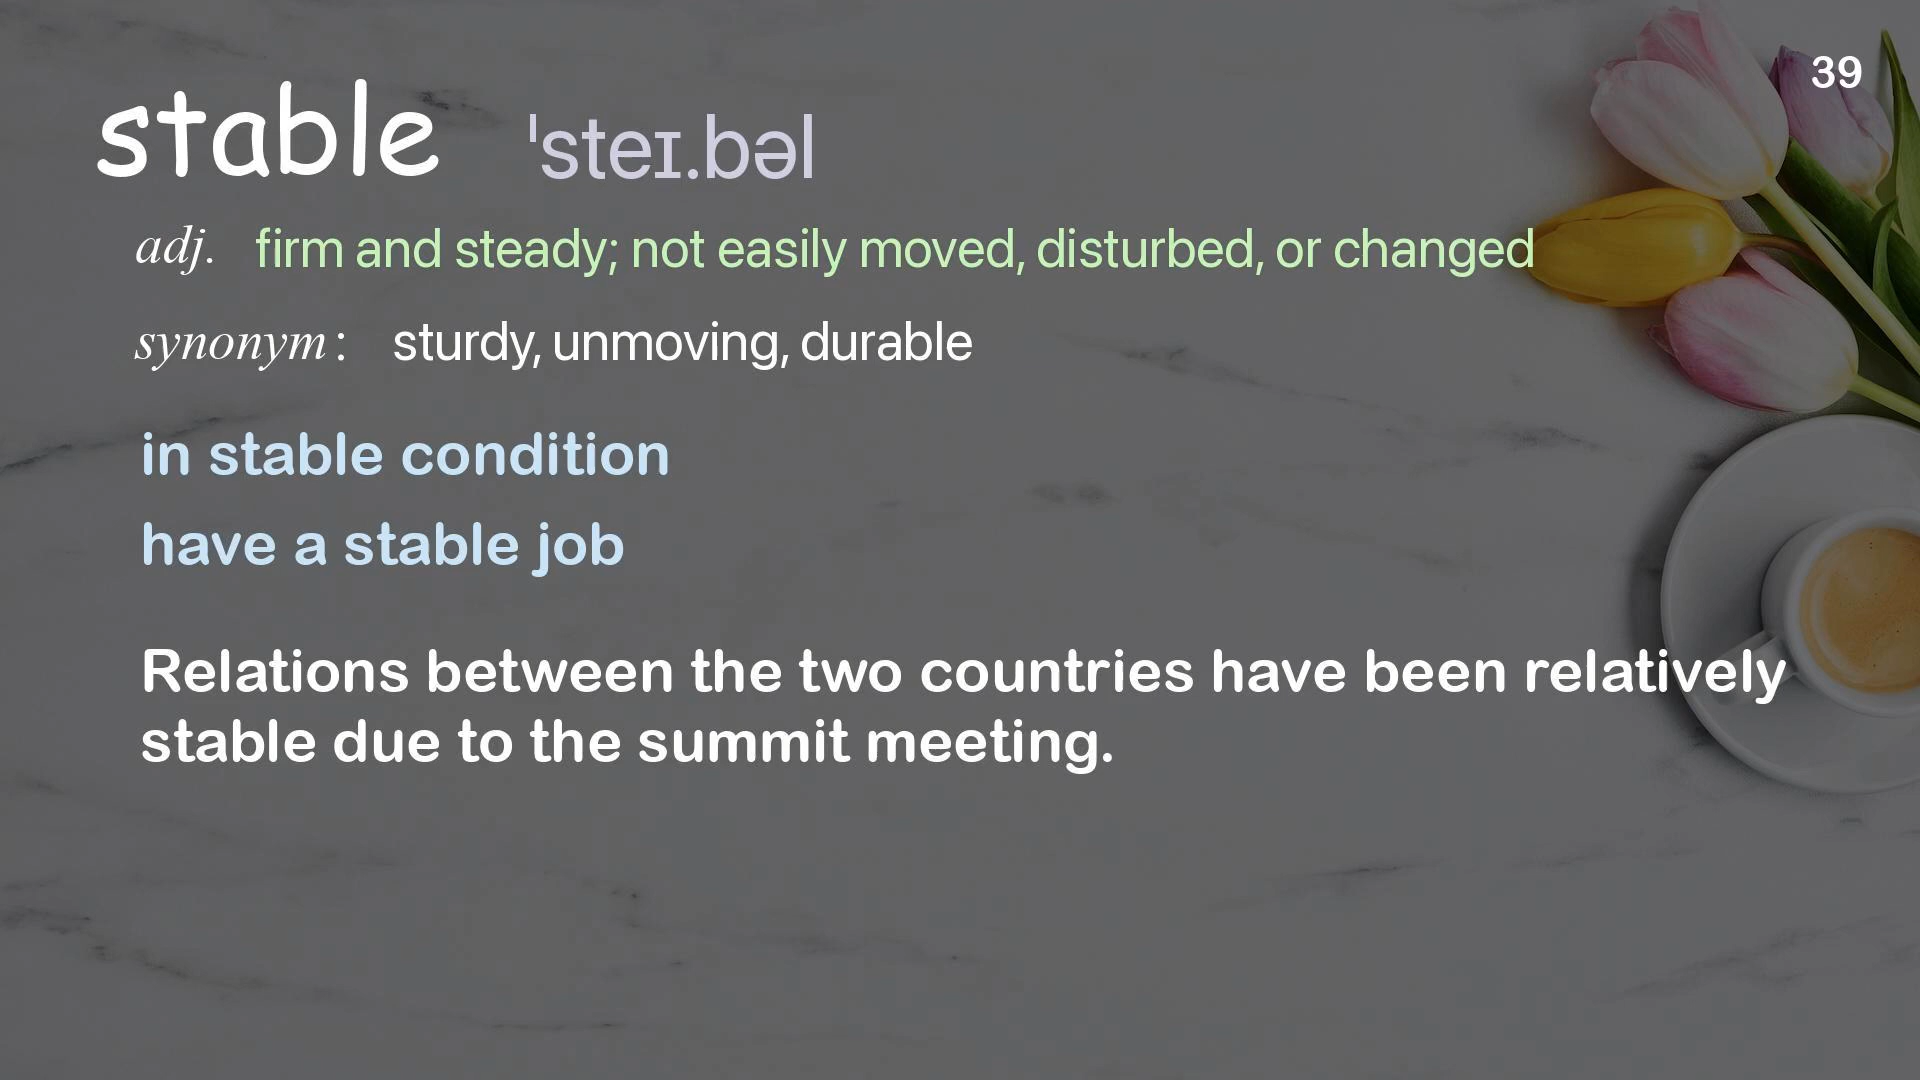 39
stable ˈsteɪ.bəl
adj. firm and steady; not easily moved, disturbed, or changed
synonym: sturdy, unmoving, durable
in stable condition
have a stable job
Relations between the two countries have been relatively
stable due to the summit meeting.